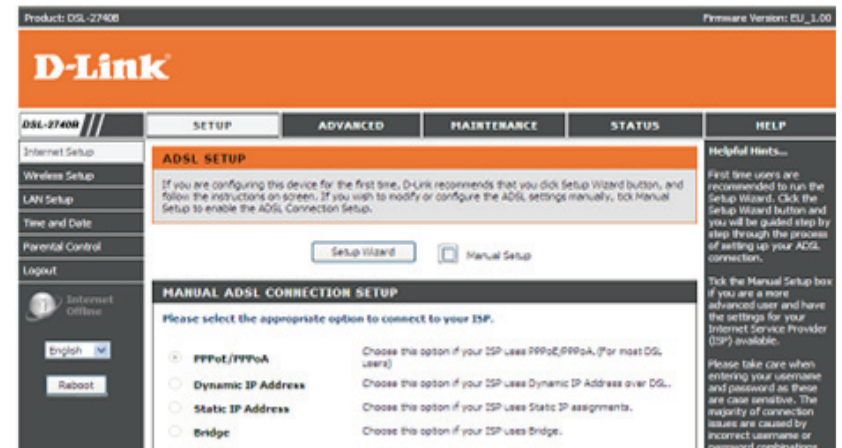 Product: DSL-2740B
Firmware Version: EU_1.00
D-Link
DSL-2740B
SETUP
ADVANCED
MAINTENANCE
STATUS
HELP
Internet Setup
Wireless Setup
LAN Setup
Time and Date
Parental Control
Logout
Internet
Offline
English
Reboot
ADSL SETUP
If you are configuring this device for the first time, D-Link recommends that you click Setup Wizard button, and
follow the instructions on screen. If you wish to modify or configure the ADSL settings manually, tick Manual
Setup to enable the ADSL Connection Setup.
Setup Wizard
Manual Setup
MANUAL ADSL CONNECTION SETUP
Please select the appropriate option to connect to your ISP.
PPPoE/PPPoA
Choose this option if your ISP uses PPPoE/PPPoA. (For most DSL
users)
Dynamic IP Address
Choose this option if your ISP uses Dynamic IP Address over DSL.
Static IP Address
Choose this option if your ISP uses Static IP assignments.
Bridge
Choose this option if your ISP uses Bridge.
Helpful Hints...
First time users are
recommended to run the
Setup Wizard. Click the
Setup Wizard button and
you will be guided step by
step through the process
of setting up your ADSL
connection.
Tick the Manual Setup box
if you are a more
advanced user and have
the settings for your
Internet Service Provider
(ISP) available.
Please take care when
entering your username
and password as these
are case sensitive. The
majority of connection
issues are caused by
incorrect username or
password combinations